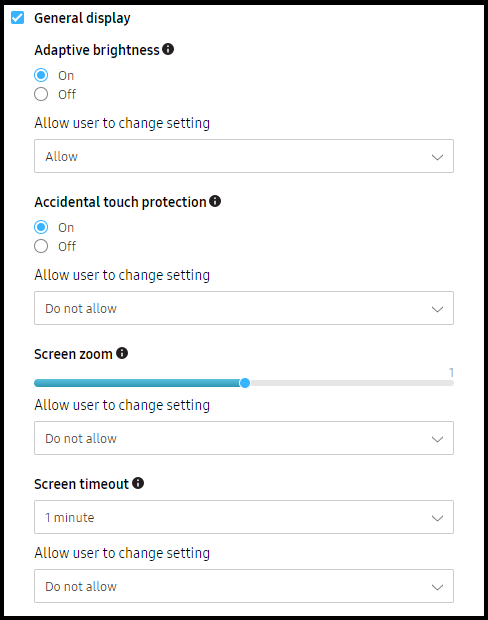 General display
Adaptive brightness
On
Off
Allow user to change setting
Allow
Accidental touch protection
On
Off
Allow user to change setting
Do not allow
Screen zoom
1
Allow user to change setting
Do not allow
Screen timeout
1 minute
Allow user to change setting
Do not allow